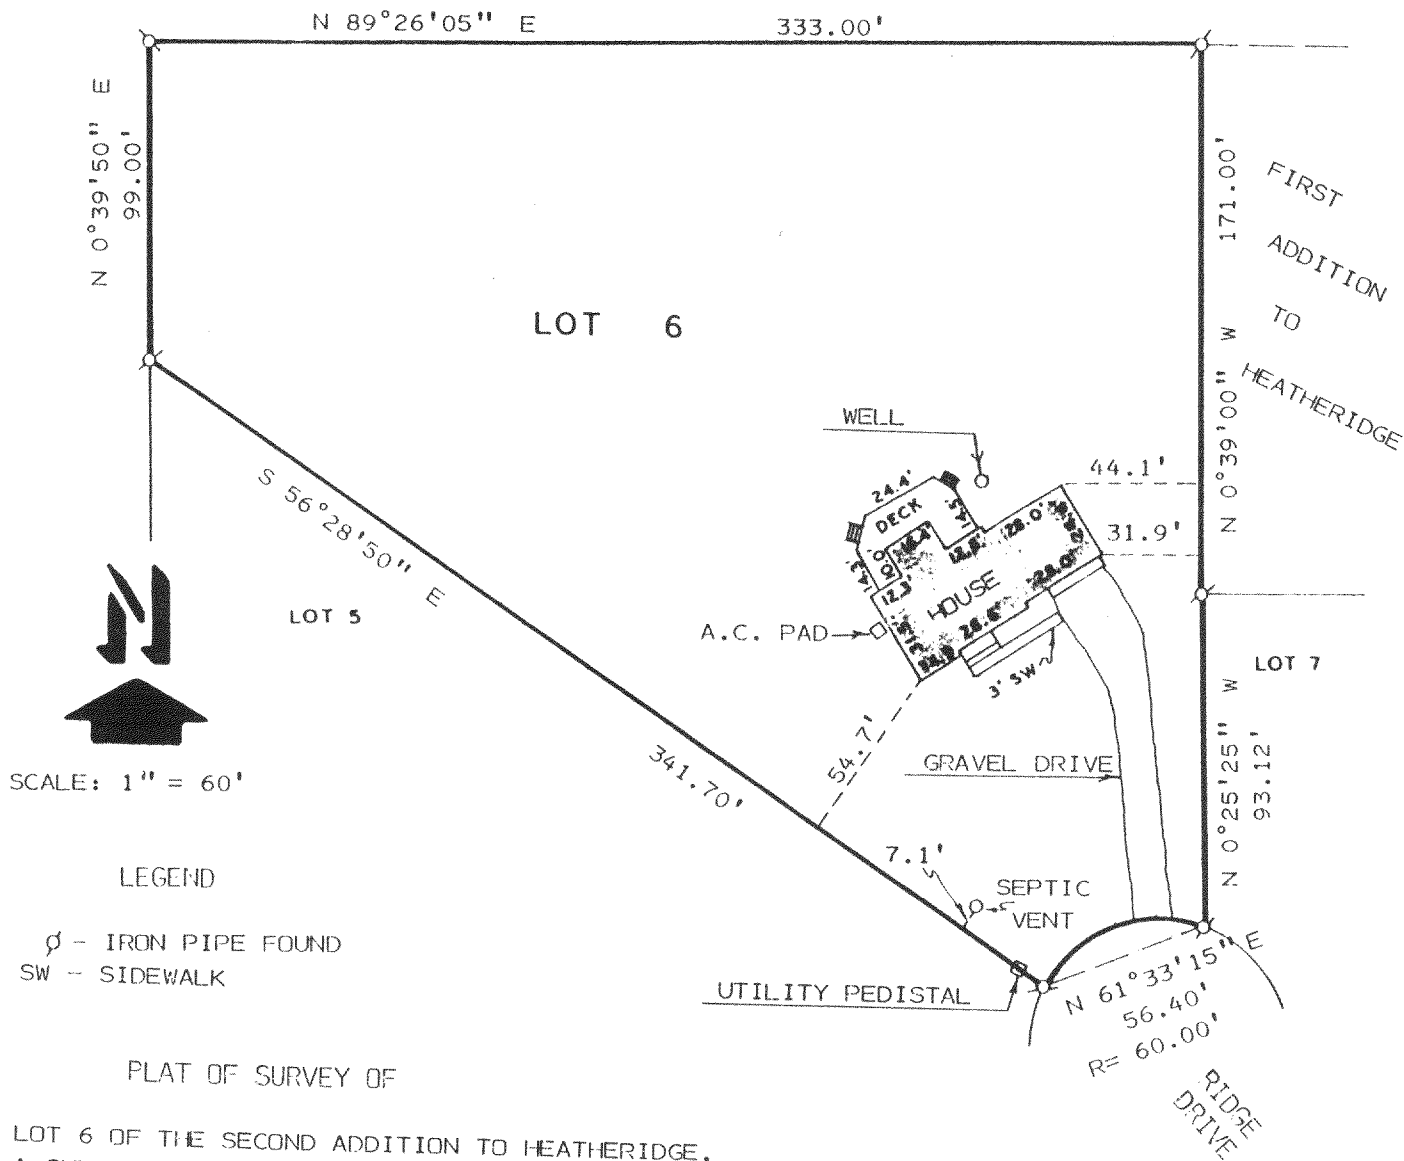 N 89°26'05" E 333.00'
N 0°39'50" E
99.00'
171.00'
N 0°39'00" W
FIRST
ADDITION
TO
HEATHERIDGE
LOT 6
WELL
44.1'
31.9'
24.4'
DECK
14.5'
28.0'
12.3'
HOUSE
28.0'
31.5'
S 56°28'50" E
341.70'
LOT 5
A.C. PAD
3' SW
LOT 7
54.7'
GRAVEL DRIVE
N 0°25'25" W
93.12'
SCALE: 1" = 60'
7.1'
SEPTIC
VENT
LEGEND
ϕ - IRON PIPE FOUND
SW - SIDEWALK
UTILITY PEDISTAL
N 61°33'15" E
56.40'
R= 60.00'
RIDGE
DRIVE
PLAT OF SURVEY OF
LOT 6 OF THE SECOND ADDITION TO HEATHERIDGE,